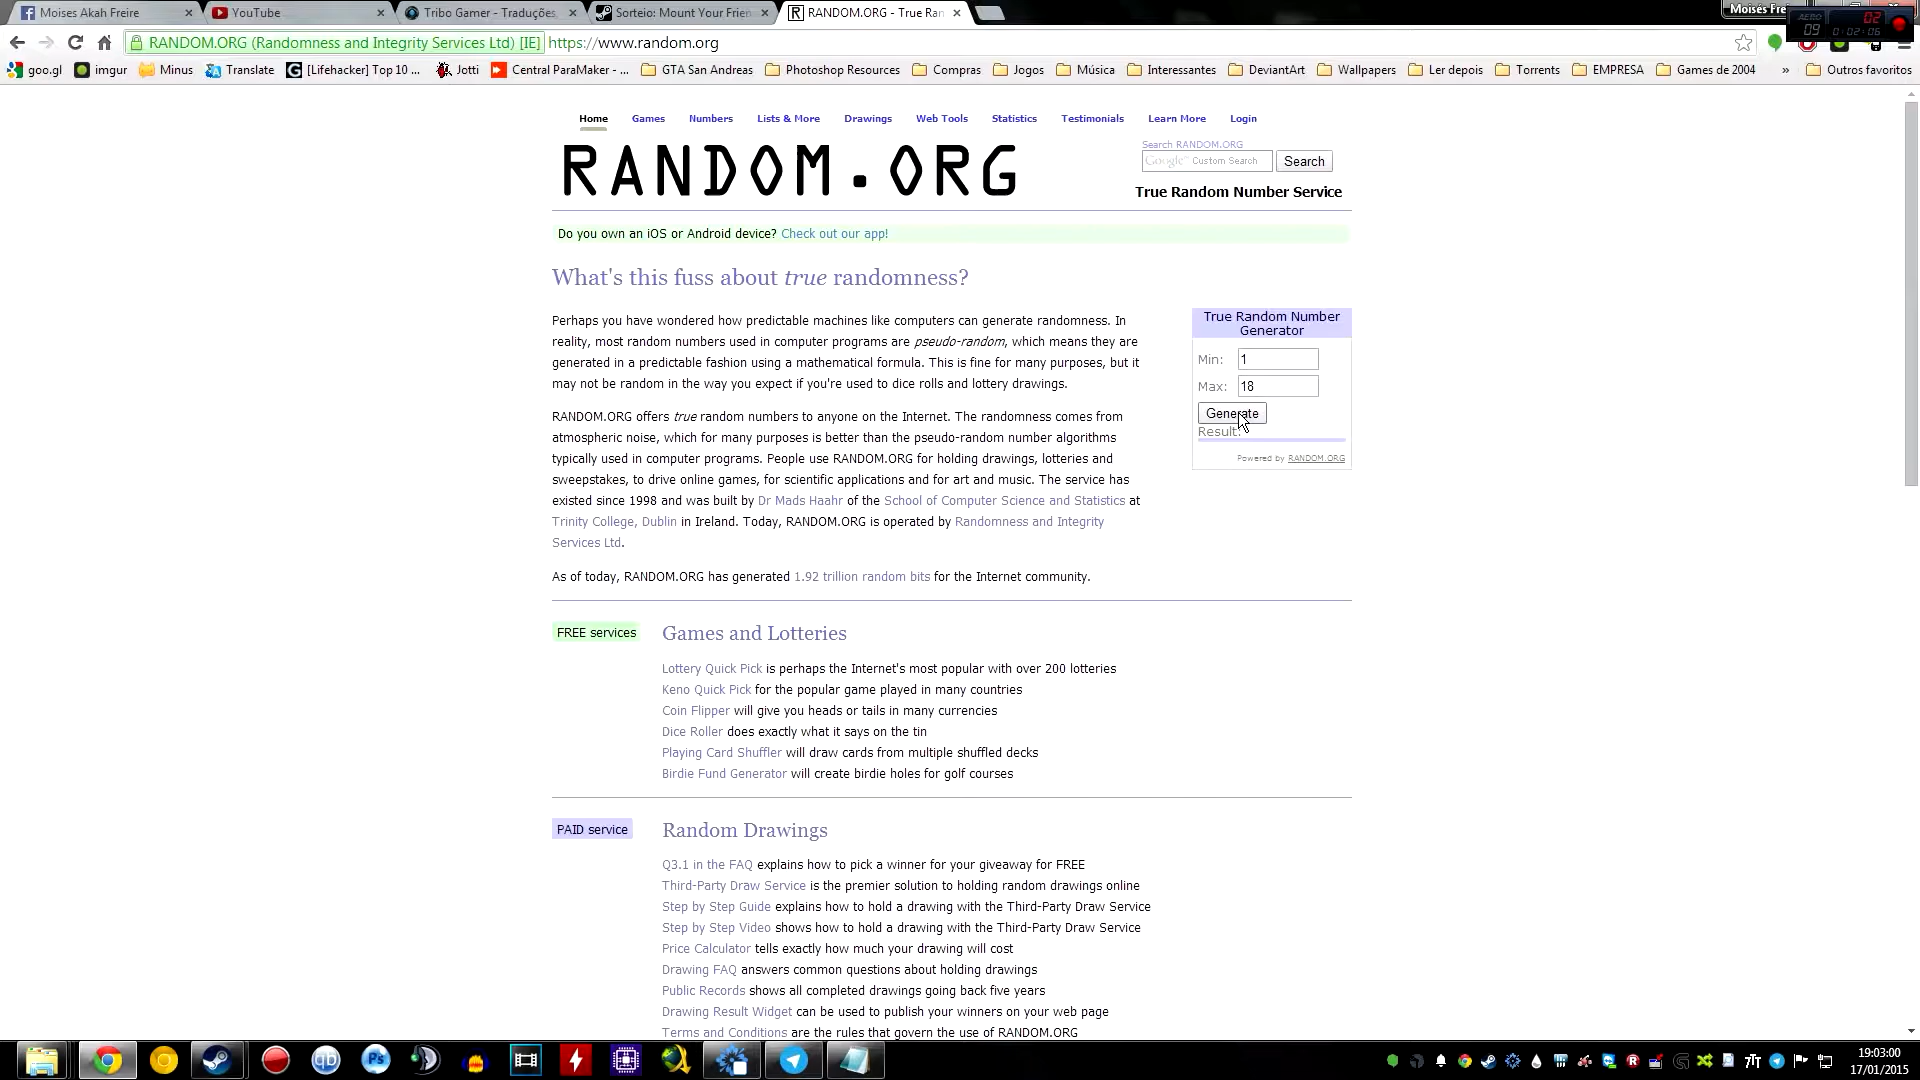 Moises Akah Freire
YouTube
Tribo Gamer - Traduções,
Sorteio: Mount Your Frien
RANDOM.ORG - True Ran
RANDOM.ORG (Randomness and Integrity Services Ltd) [IE] https://www.random.org
09 02 0:02:06
goo.gl imgur Minus Translate [Lifehacker] Top 10 ... Jotti Central ParaMaker - ... GTA San Andreas Photoshop Resources Compras Jogos Música Interessantes DeviantArt Wallpapers Ler depois Torrents EMPRESA Games de 2004 » Outros favoritos
Home Games Numbers Lists & More Drawings Web Tools Statistics Testimonials Learn More Login
RANDOM.ORG
Search RANDOM.ORG
Google™ Custom Search Search
True Random Number Service
Do you own an iOS or Android device? Check out our app!
What's this fuss about true randomness?
Perhaps you have wondered how predictable machines like computers can generate randomness. In
reality, most random numbers used in computer programs are pseudo-random, which means they are
generated in a predictable fashion using a mathematical formula. This is fine for many purposes, but it
may not be random in the way you expect if you're used to dice rolls and lottery drawings.
RANDOM.ORG offers true random numbers to anyone on the Internet. The randomness comes from
atmospheric noise, which for many purposes is better than the pseudo-random number algorithms
typically used in computer programs. People use RANDOM.ORG for holding drawings, lotteries and
sweepstakes, to drive online games, for scientific applications and for art and music. The service has
existed since 1998 and was built by Dr Mads Haahr of the School of Computer Science and Statistics at
Trinity College, Dublin in Ireland. Today, RANDOM.ORG is operated by Randomness and Integrity
Services Ltd.
As of today, RANDOM.ORG has generated 1.92 trillion random bits for the Internet community.
True Random Number
Generator
Min: 1
Max: 18
Generate
Result:
Powered by RANDOM.ORG
FREE services
Games and Lotteries
Lottery Quick Pick is perhaps the Internet's most popular with over 200 lotteries
Keno Quick Pick for the popular game played in many countries
Coin Flipper will give you heads or tails in many currencies
Dice Roller does exactly what it says on the tin
Playing Card Shuffler will draw cards from multiple shuffled decks
Birdie Fund Generator will create birdie holes for golf courses
PAID service
Random Drawings
Q3.1 in the FAQ explains how to pick a winner for your giveaway for FREE
Third-Party Draw Service is the premier solution to holding random drawings online
Step by Step Guide explains how to hold a drawing with the Third-Party Draw Service
Step by Step Video shows how to hold a drawing with the Third-Party Draw Service
Price Calculator tells exactly how much your drawing will cost
Drawing FAQ answers common questions about holding drawings
Public Records shows all completed drawings going back five years
Drawing Result Widget can be used to publish your winners on your web page
Terms and Conditions are the rules that govern the use of RANDOM.ORG
19:03:00
17/01/2015